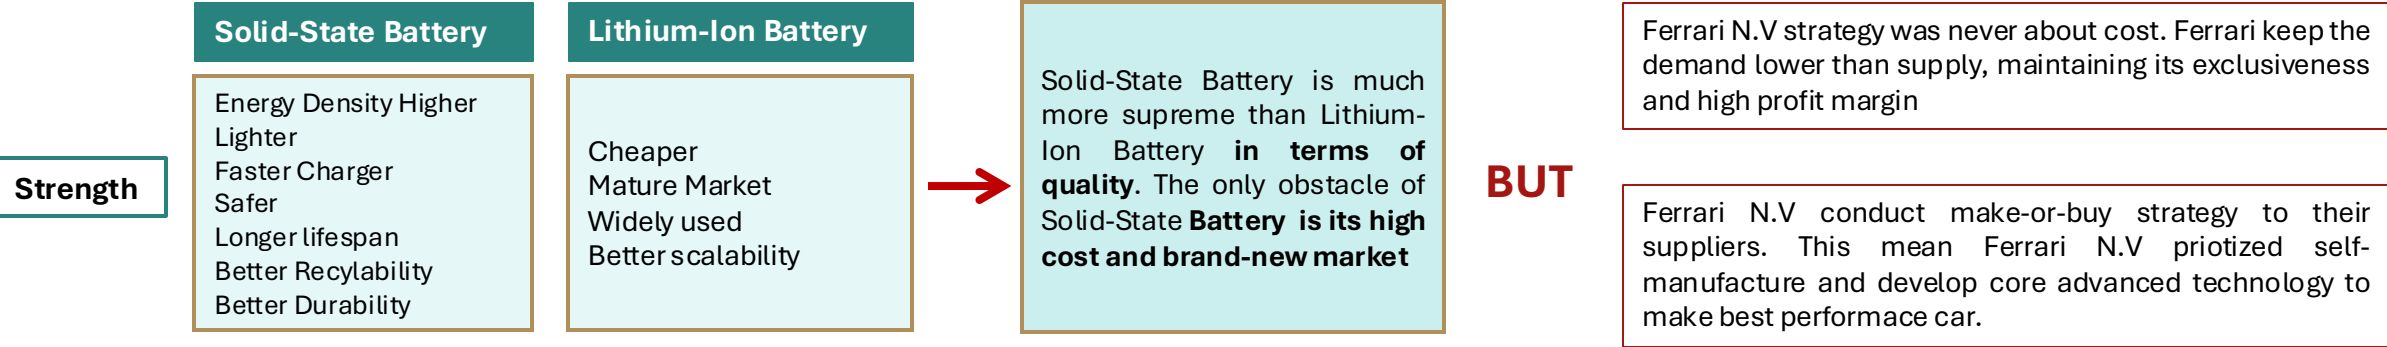 Strength
Solid-State Battery
Energy Density Higher
Lighter
Faster Charger
Safer
Longer lifespan
Better Recylability
Better Durability
Lithium-Ion Battery
Cheaper
Mature Market
Widely used
Better scalability
Solid-State Battery is much
more supreme than Lithium-
Ion Battery in terms of
quality. The only obstacle of
Solid-State Battery is its high
cost and brand-new market
BUT
Ferrari N.V strategy was never about cost. Ferrari keep the
demand lower than supply, maintaining its exclusiveness
and high profit margin
Ferrari N.V conduct make-or-buy strategy to their
suppliers. This mean Ferrari N.V priotized self-
manufacture and develop core advanced technology to
make best performace car.